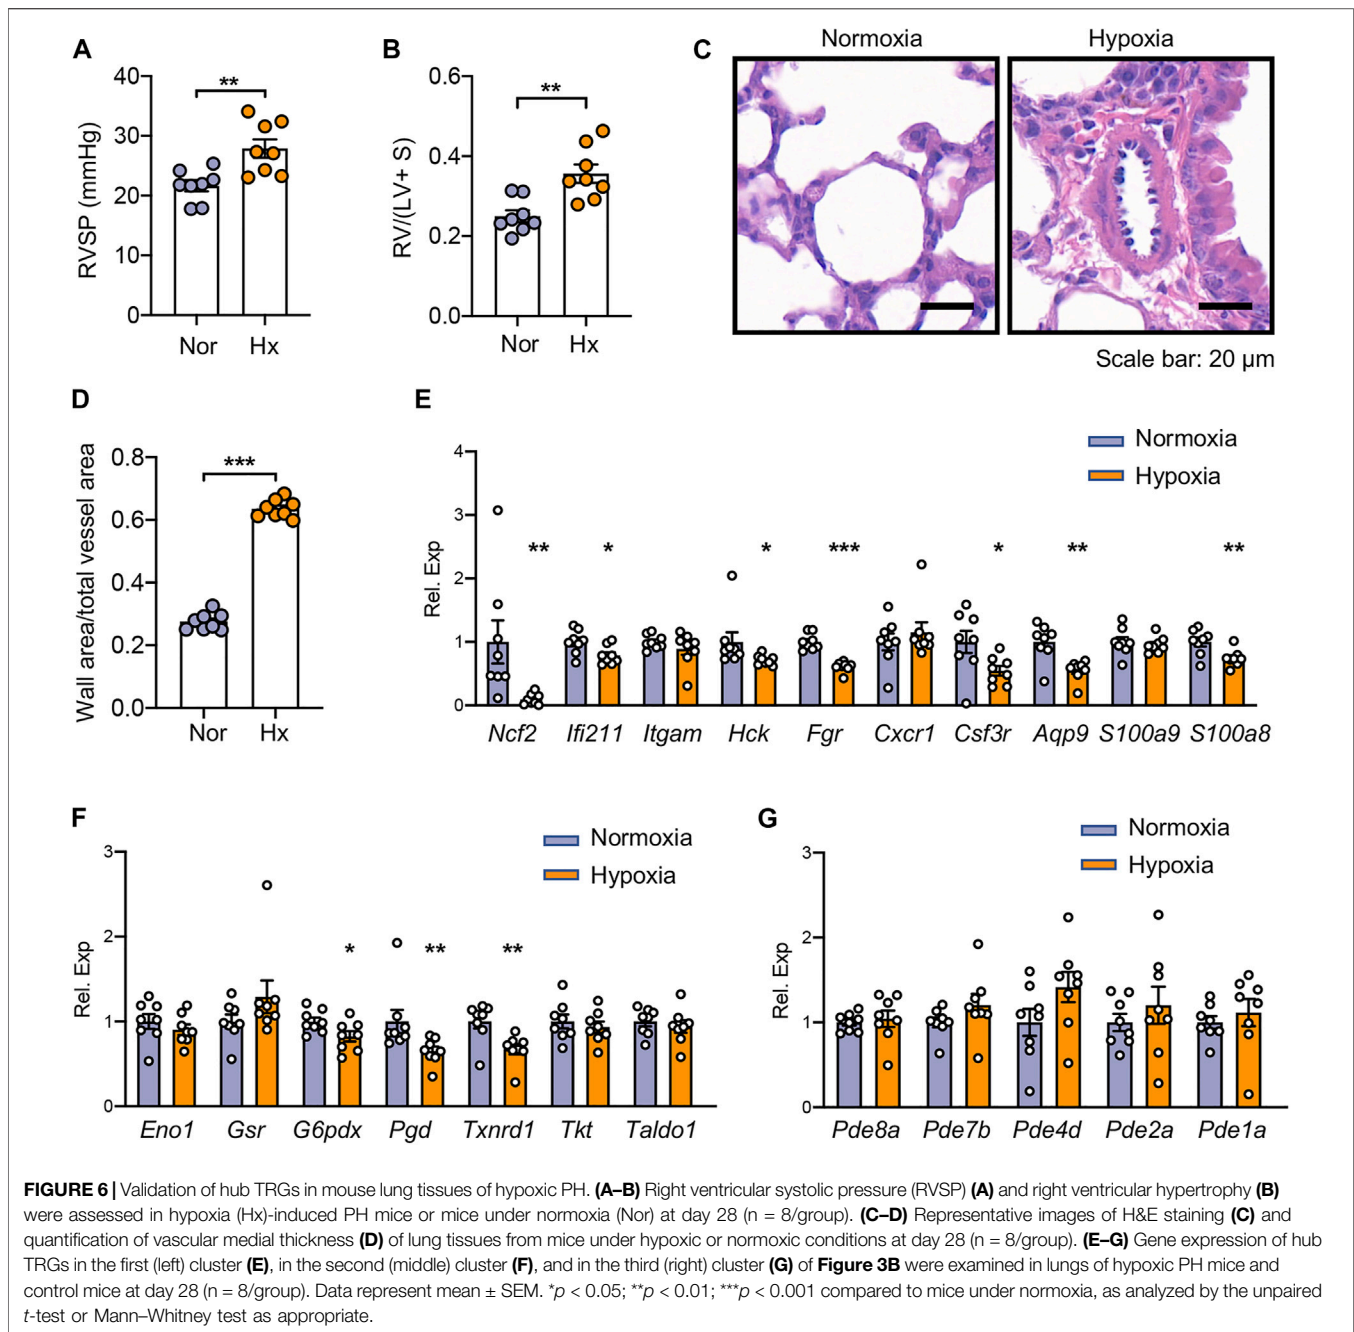 A
RVSP (mmHg)
40
30
20
10
0
**
Nor Hx
B
RV/(LV+ S)
0.6
0.4
0.2
0.0
**
Nor Hx
C
Normoxia Hypoxia
Scale bar: 20 µm
D
Wall area/total vessel area
0.8
0.6
0.4
0.2
0.0
***
Nor Hx
E
Rel. Exp
4
3
2
1
0
Normoxia
Hypoxia
** * * *** * ** **
Ncf2 Ifi211 Itgam Hck Fgr Cxcr1 Csf3r Aqp9 S100a9 S100a8
F
Rel. Exp
3
2
1
0
Normoxia
Hypoxia
* ** **
Eno1 Gsr G6pdx Pgd Txnrd1 Tkt Taldo1
G
Rel. Exp
3
2
1
0
Normoxia
Hypoxia
Pde8a Pde7b Pde4d Pde2a Pde1a
FIGURE 6 | Validation of hub TRGs in mouse lung tissues of hypoxic PH. (A–B) Right ventricular systolic pressure (RVSP) (A) and right ventricular hypertrophy (B)
were assessed in hypoxia (Hx)-induced PH mice or mice under normoxia (Nor) at day 28 (n = 8/group). (C–D) Representative images of H&E staining (C) and
quantification of vascular medial thickness (D) of lung tissues from mice under hypoxic or normoxic conditions at day 28 (n = 8/group). (E–G) Gene expression of hub
TRGs in the first (left) cluster (E), in the second (middle) cluster (F), and in the third (right) cluster (G) of Figure 3B were examined in lungs of hypoxic PH mice and
control mice at day 28 (n = 8/group). Data represent mean ± SEM. *p < 0.05; **p < 0.01; ***p < 0.001 compared to mice under normoxia, as analyzed by the unpaired
t-test or Mann–Whitney test as appropriate.